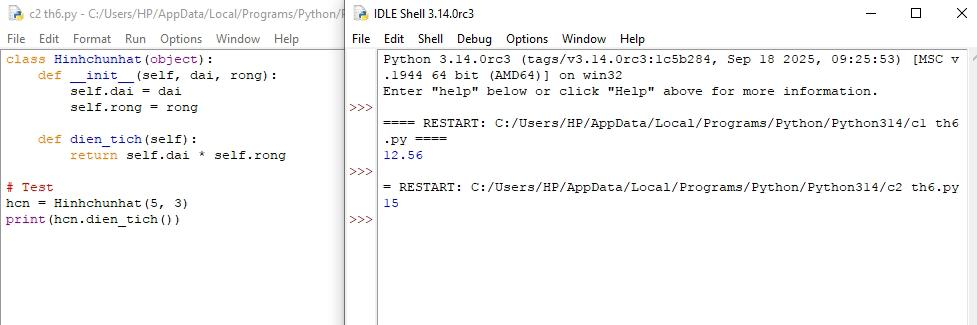 c2 th6.py - C:/Users/HP/AppData/Local/Programs/Python/
File Edit Format Run Options Window Help
class Hinhchunhat(object):
    def __init__(self, dai, rong):
        self.dai = dai
        self.rong = rong

    def dien_tich(self):
        return self.dai * self.rong

# Test
hcn = Hinhchunhat(5, 3)
print(hcn.dien_tich())
IDLE Shell 3.14.0rc3
File Edit Shell Debug Options Window Help
Python 3.14.0rc3 (tags/v3.14.0rc3:1c5b284, Sep 18 2025, 09:25:53) [MSC v
.1944 64 bit (AMD64)] on win32
Enter "help" below or click "Help" above for more information.
>>>
==== RESTART: C:/Users/HP/AppData/Local/Programs/Python/Python314/c1 th6
.py ====
12.56
>>>
= RESTART: C:/Users/HP/AppData/Local/Programs/Python/Python314/c2 th6.py
15
>>>